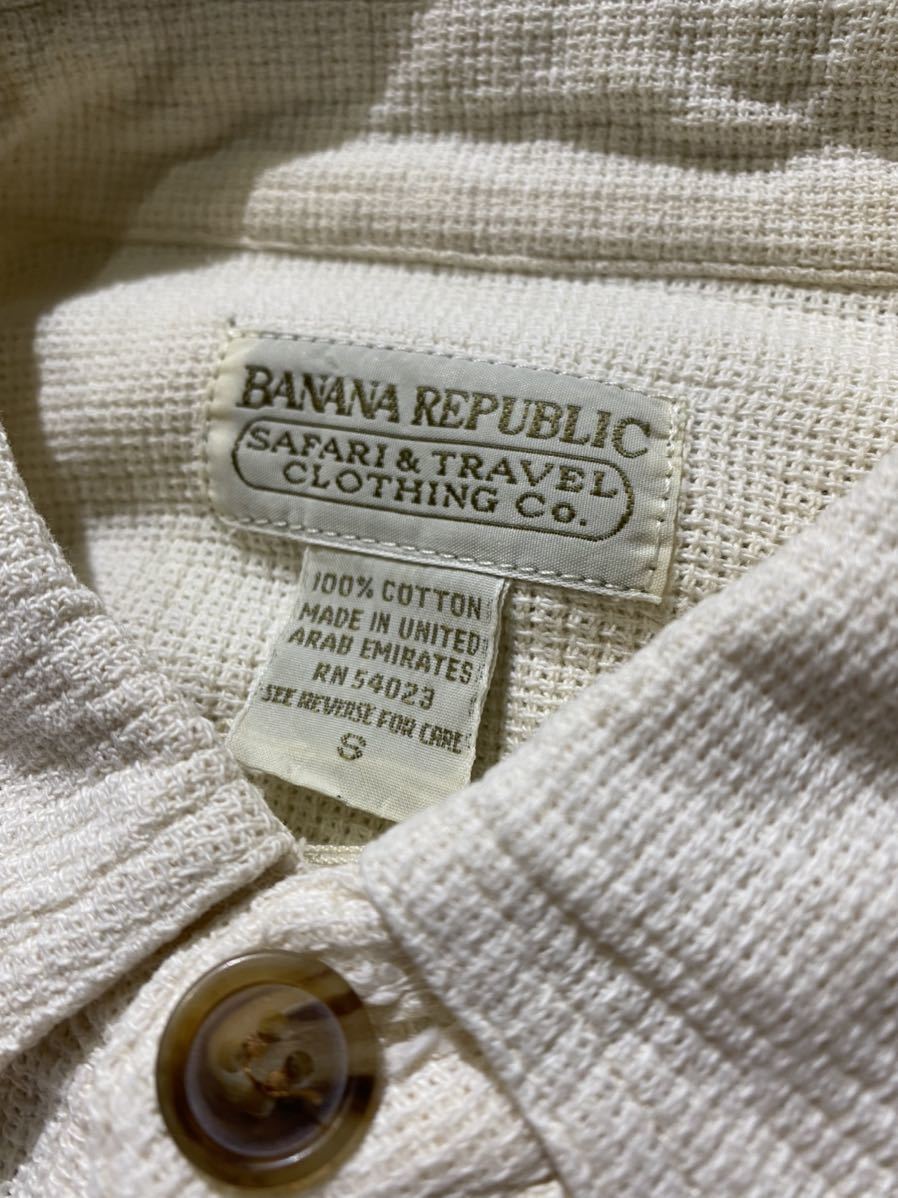 BANANA REPUBLIC
SAFARI & TRAVEL
CLOTHING Co.
100% COTTON
MADE IN UNITED
ARAB EMIRATES
RN 54023
SEE REVERSE FOR CARE
S